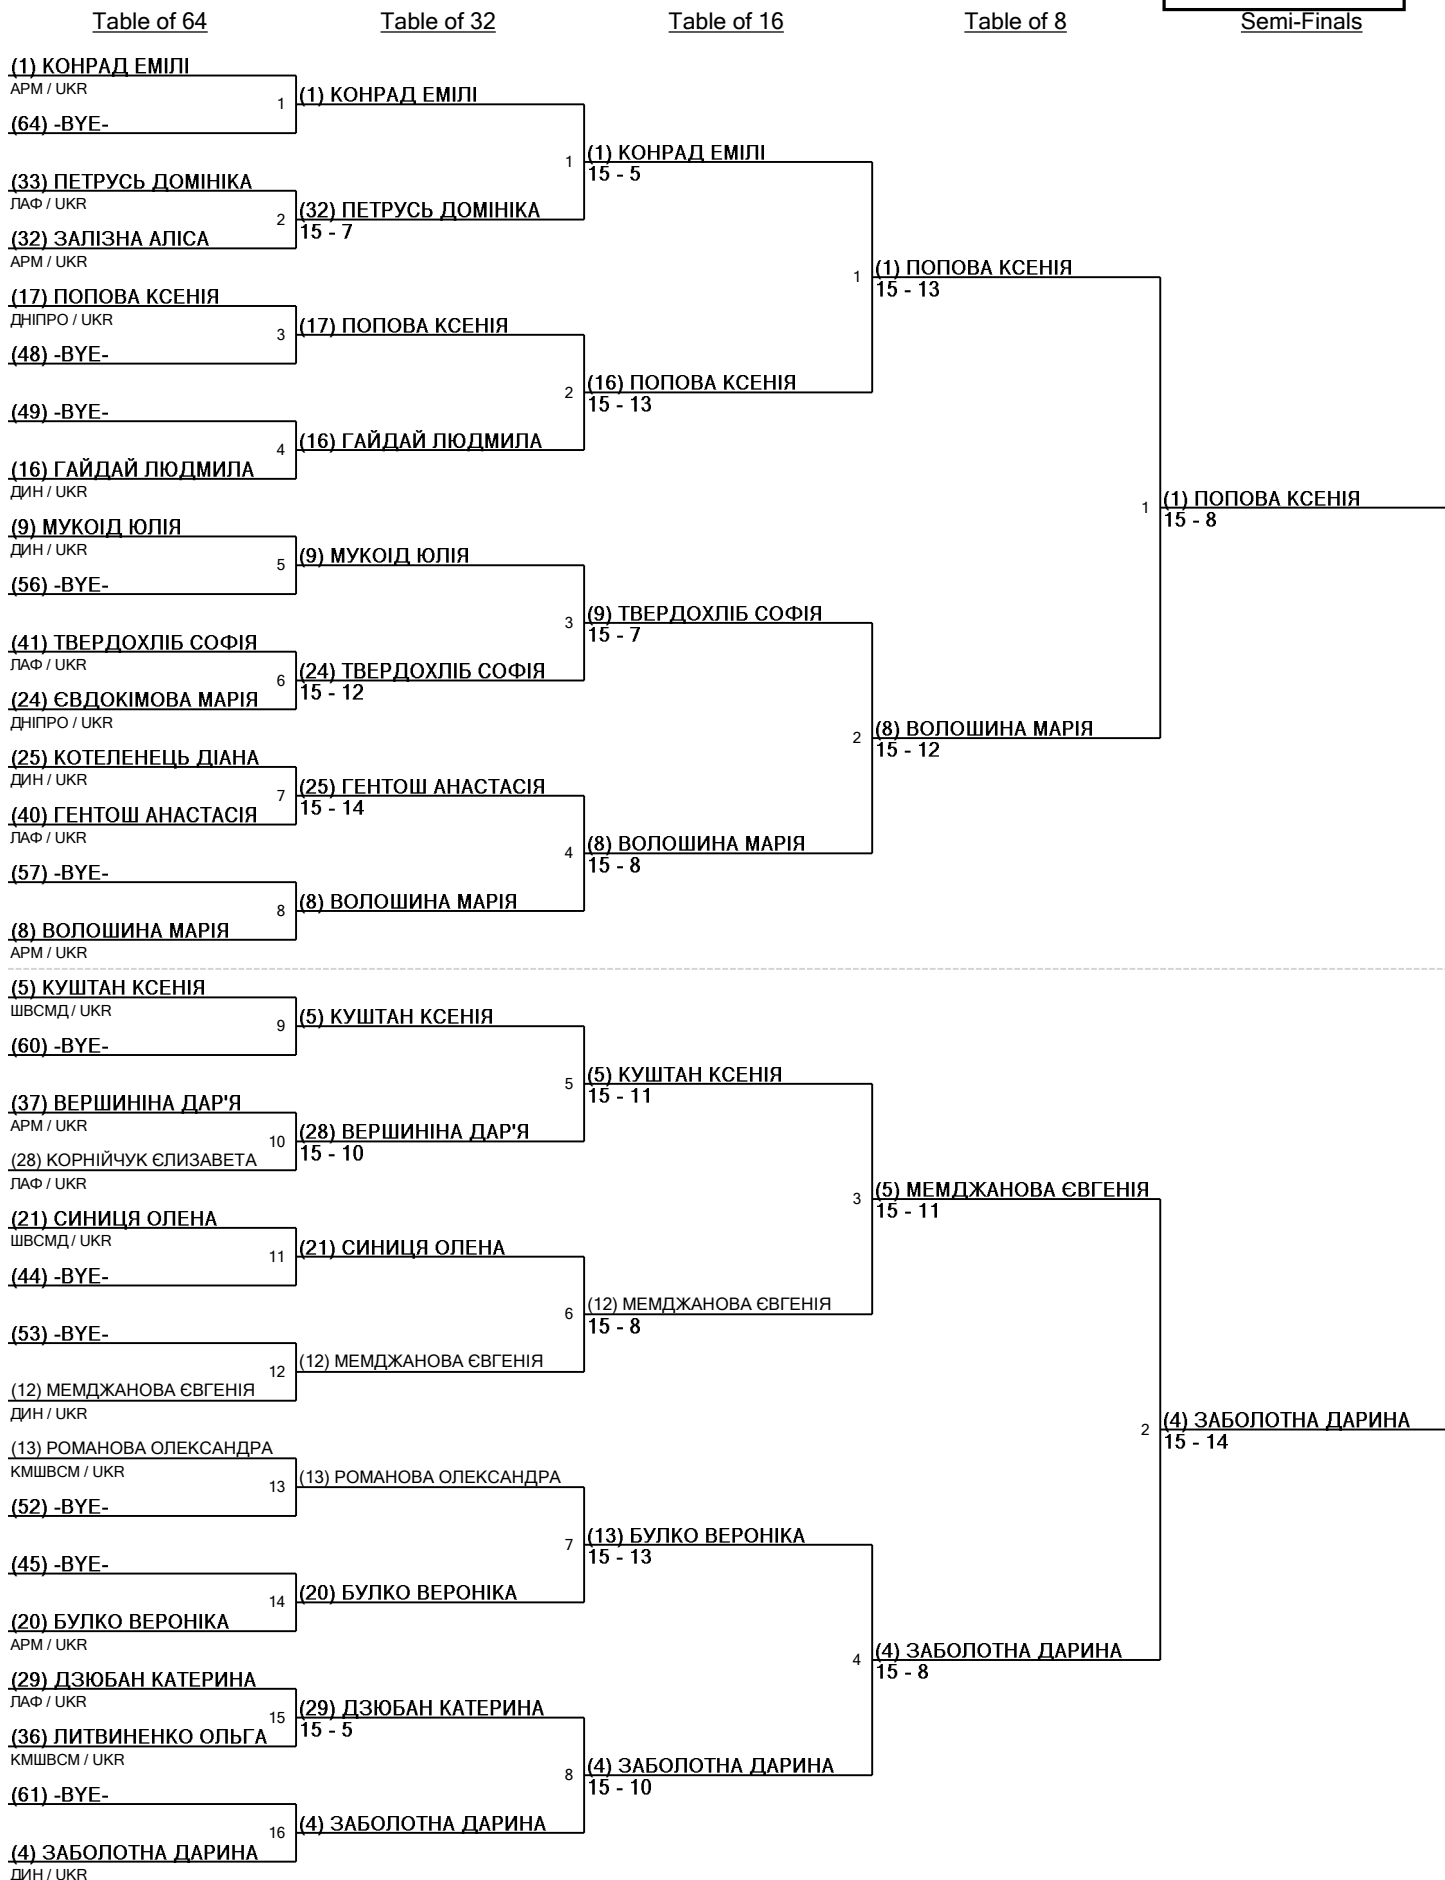 Table of 64
Table of 32
Table of 16
Table of 8
Semi-Finals
(1) КОНРАД ЕМІЛІ
АРМ / UKR
1
(64) -BYE-
(33) ПЕТРУСЬ ДОМІНІКА
ЛАФ / UKR
2
(32) ЗАЛІЗНА АЛІСА
АРМ / UKR
(17) ПОПОВА КСЕНІЯ
ДНІПРО / UKR
3
(48) -BYE-
(49) -BYE-
4
(16) ГАЙДАЙ ЛЮДМИЛА
ДИН / UKR
(9) МУКОІД ЮЛІЯ
ДИН / UKR
5
(56) -BYE-
(41) ТВЕРДОХЛІБ СОФІЯ
ЛАФ / UKR
6
(24) ЄВДОКІМОВА МАРІЯ
ДНІПРО / UKR
(25) КОТЕЛЕНЕЦЬ ДІАНА
ДИН / UKR
7
(40) ГЕНТОШ АНАСТАСІЯ
ЛАФ / UKR
(57) -BYE-
8
(8) ВОЛОШИНА МАРІЯ
АРМ / UKR
(5) КУШТАН КСЕНІЯ
ШВСМД / UKR
9
(60) -BYE-
(37) ВЕРШИНІНА ДАР'Я
АРМ / UKR
10
(28) КОРНІЙЧУК ЄЛИЗАВЕТА
ЛАФ / UKR
(21) СИНИЦЯ ОЛЕНА
ШВСМД / UKR
11
(44) -BYE-
(53) -BYE-
12
(12) МЕМДЖАНОВА ЄВГЕНІЯ
ДИН / UKR
(13) РОМАНОВА ОЛЕКСАНДРА
КМШВСМ / UKR
13
(52) -BYE-
(45) -BYE-
14
(20) БУЛКО ВЕРОНІКА
АРМ / UKR
(29) ДЗЮБАН КАТЕРИНА
ЛАФ / UKR
15
(36) ЛИТВИНЕНКО ОЛЬГА
КМШВСМ / UKR
(61) -BYE-
16
(4) ЗАБОЛОТНА ДАРИНА
ДИН / UKR
(1) КОНРАД ЕМІЛІ
1
(32) ПЕТРУСЬ ДОМІНІКА
15 - 7
(17) ПОПОВА КСЕНІЯ
2
(16) ГАЙДАЙ ЛЮДМИЛА
(9) МУКОІД ЮЛІЯ
3
(24) ТВЕРДОХЛІБ СОФІЯ
15 - 12
(25) ГЕНТОШ АНАСТАСІЯ
15 - 14
4
(8) ВОЛОШИНА МАРІЯ
(5) КУШТАН КСЕНІЯ
5
(28) ВЕРШИНІНА ДАР'Я
15 - 10
(21) СИНИЦЯ ОЛЕНА
6
(12) МЕМДЖАНОВА ЄВГЕНІЯ
(13) РОМАНОВА ОЛЕКСАНДРА
7
(20) БУЛКО ВЕРОНІКА
(29) ДЗЮБАН КАТЕРИНА
15 - 5
8
(4) ЗАБОЛОТНА ДАРИНА
(1) КОНРАД ЕМІЛІ
15 - 5
1
(16) ПОПОВА КСЕНІЯ
15 - 13
(9) ТВЕРДОХЛІБ СОФІЯ
15 - 7
2
(8) ВОЛОШИНА МАРІЯ
15 - 8
(5) КУШТАН КСЕНІЯ
15 - 11
3
(12) МЕМДЖАНОВА ЄВГЕНІЯ
15 - 8
(13) БУЛКО ВЕРОНІКА
15 - 13
4
(4) ЗАБОЛОТНА ДАРИНА
15 - 10
(1) ПОПОВА КСЕНІЯ
15 - 13
1
(8) ВОЛОШИНА МАРІЯ
15 - 12
(5) МЕМДЖАНОВА ЄВГЕНІЯ
15 - 11
2
(4) ЗАБОЛОТНА ДАРИНА
15 - 8
(1) ПОПОВА КСЕНІЯ
15 - 8
(4) ЗАБОЛОТНА ДАРИНА
15 - 14